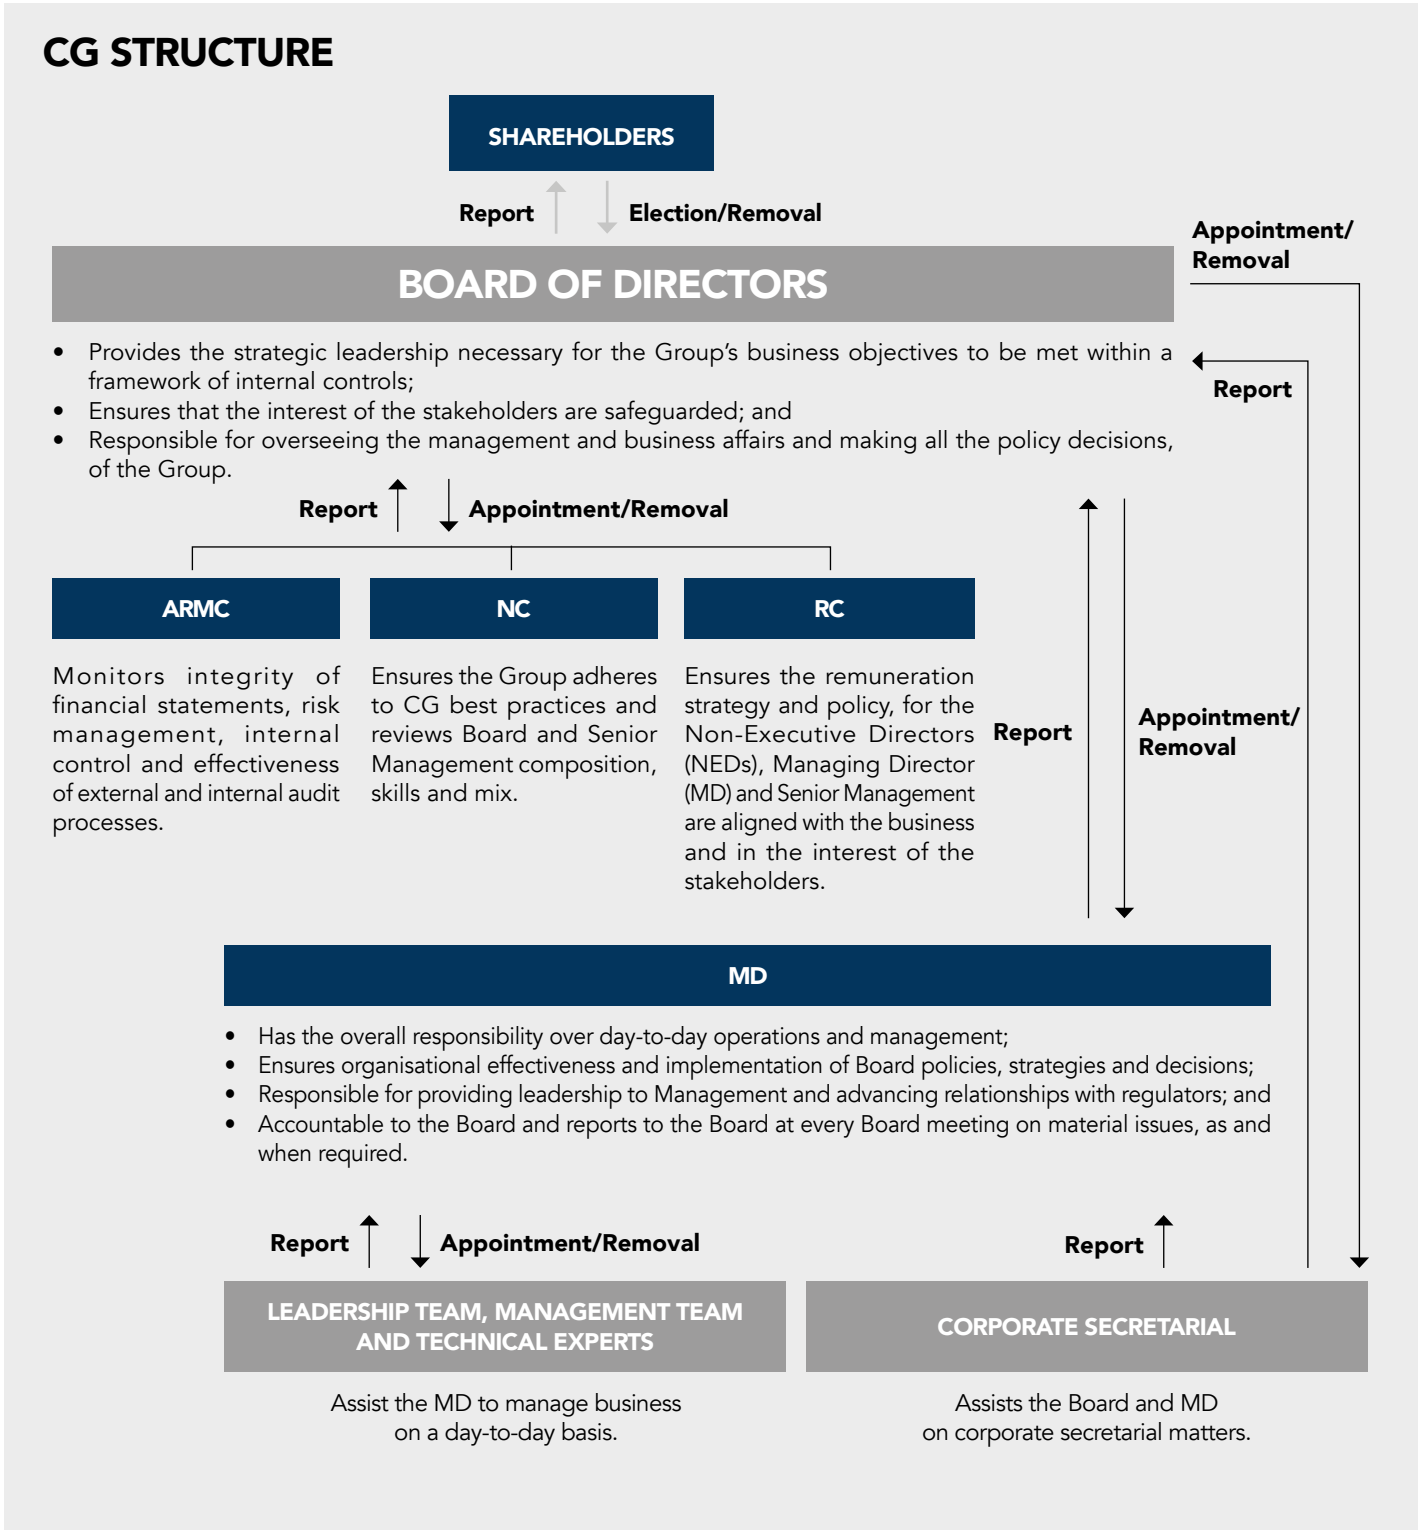 CG STRUCTURE
SHAREHOLDERS
Report
Election/Removal
Appointment/
Removal
BOARD OF DIRECTORS
• Provides the strategic leadership necessary for the Group’s business objectives to be met within a
framework of internal controls;
• Ensures that the interest of the stakeholders are safeguarded; and
• Responsible for overseeing the management and business affairs and making all the policy decisions,
of the Group.
Report
Report
Appointment/Removal
ARMC
Monitors integrity of
financial statements, risk
management, internal
control and effectiveness
of external and internal audit
processes.
NC
Ensures the Group adheres
to CG best practices and
reviews Board and Senior
Management composition,
skills and mix.
RC
Ensures the remuneration
strategy and policy, for the
Non-Executive Directors
(NEDs), Managing Director
(MD) and Senior Management
are aligned with the business
and in the interest of the
stakeholders.
Report
Appointment/
Removal
MD
• Has the overall responsibility over day-to-day operations and management;
• Ensures organisational effectiveness and implementation of Board policies, strategies and decisions;
• Responsible for providing leadership to Management and advancing relationships with regulators; and
• Accountable to the Board and reports to the Board at every Board meeting on material issues, as and
when required.
Report
Appointment/Removal
Report
LEADERSHIP TEAM, MANAGEMENT TEAM
AND TECHNICAL EXPERTS
Assist the MD to manage business
on a day-to-day basis.
CORPORATE SECRETARIAL
Assists the Board and MD
on corporate secretarial matters.